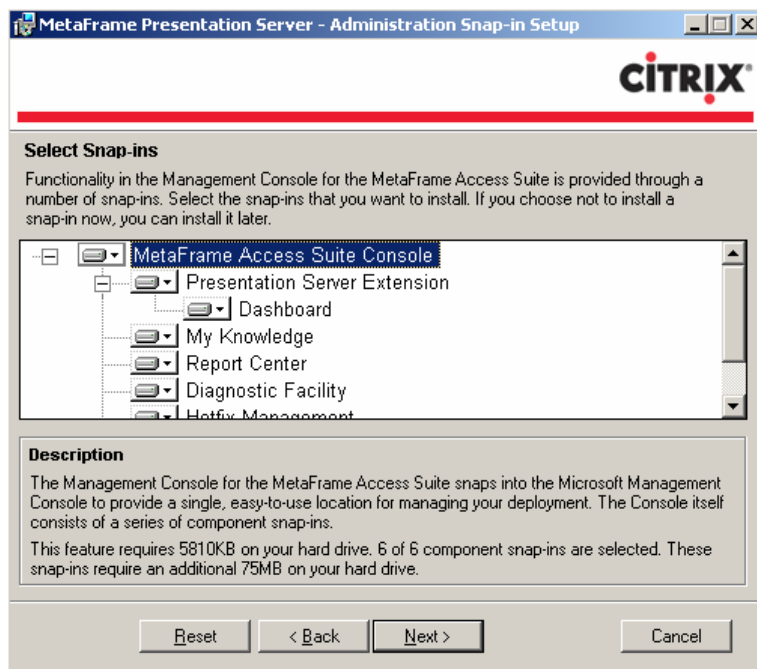 MetaFrame Presentation Server - Administration Snap-in Setup
CITRIX®
Select Snap-ins
Functionality in the Management Console for the MetaFrame Access Suite is provided through a
number of snap-ins. Select the snap-ins that you want to install. If you choose not to install a
snap-in now, you can install it later.
MetaFrame Access Suite Console
Presentation Server Extension
Dashboard
My Knowledge
Report Center
Diagnostic Facility
Hotfix Management
Description
The Management Console for the MetaFrame Access Suite snaps into the Microsoft Management
Console to provide a single, easy-to-use location for managing your deployment. The Console itself
consists of a series of component snap-ins.
This feature requires 5810KB on your hard drive. 6 of 6 component snap-ins are selected. These
snap-ins require an additional 75MB on your hard drive.
Reset
< Back
Next >
Cancel